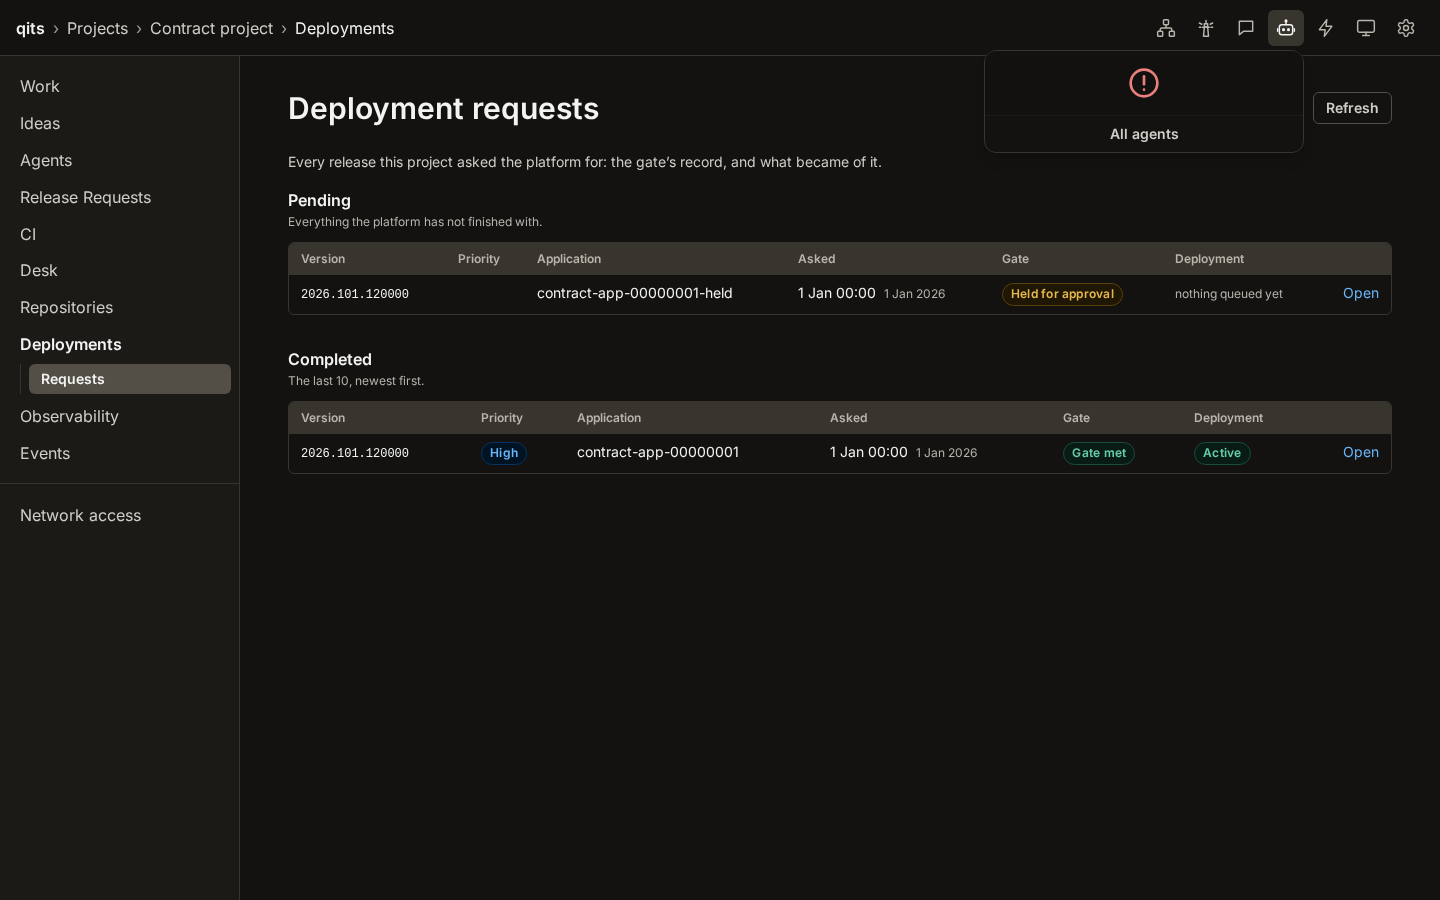 qits › Projects › Contract project › Deployments
Work
Ideas
Agents
Release Requests
CI
Desk
Repositories
Deployments
Requests
Observability
Events
Network access
All agents
Deployment requests
Refresh
Every release this project asked the platform for: the gate’s record, and what became of it.
Pending
Everything the platform has not finished with.
Version Priority Application Asked Gate Deployment
2026.101.120000 contract-app-00000001-held 1 Jan 00:00 1 Jan 2026 Held for approval nothing queued yet Open
Completed
The last 10, newest first.
Version Priority Application Asked Gate Deployment
2026.101.120000 High contract-app-00000001 1 Jan 00:00 1 Jan 2026 Gate met Active Open